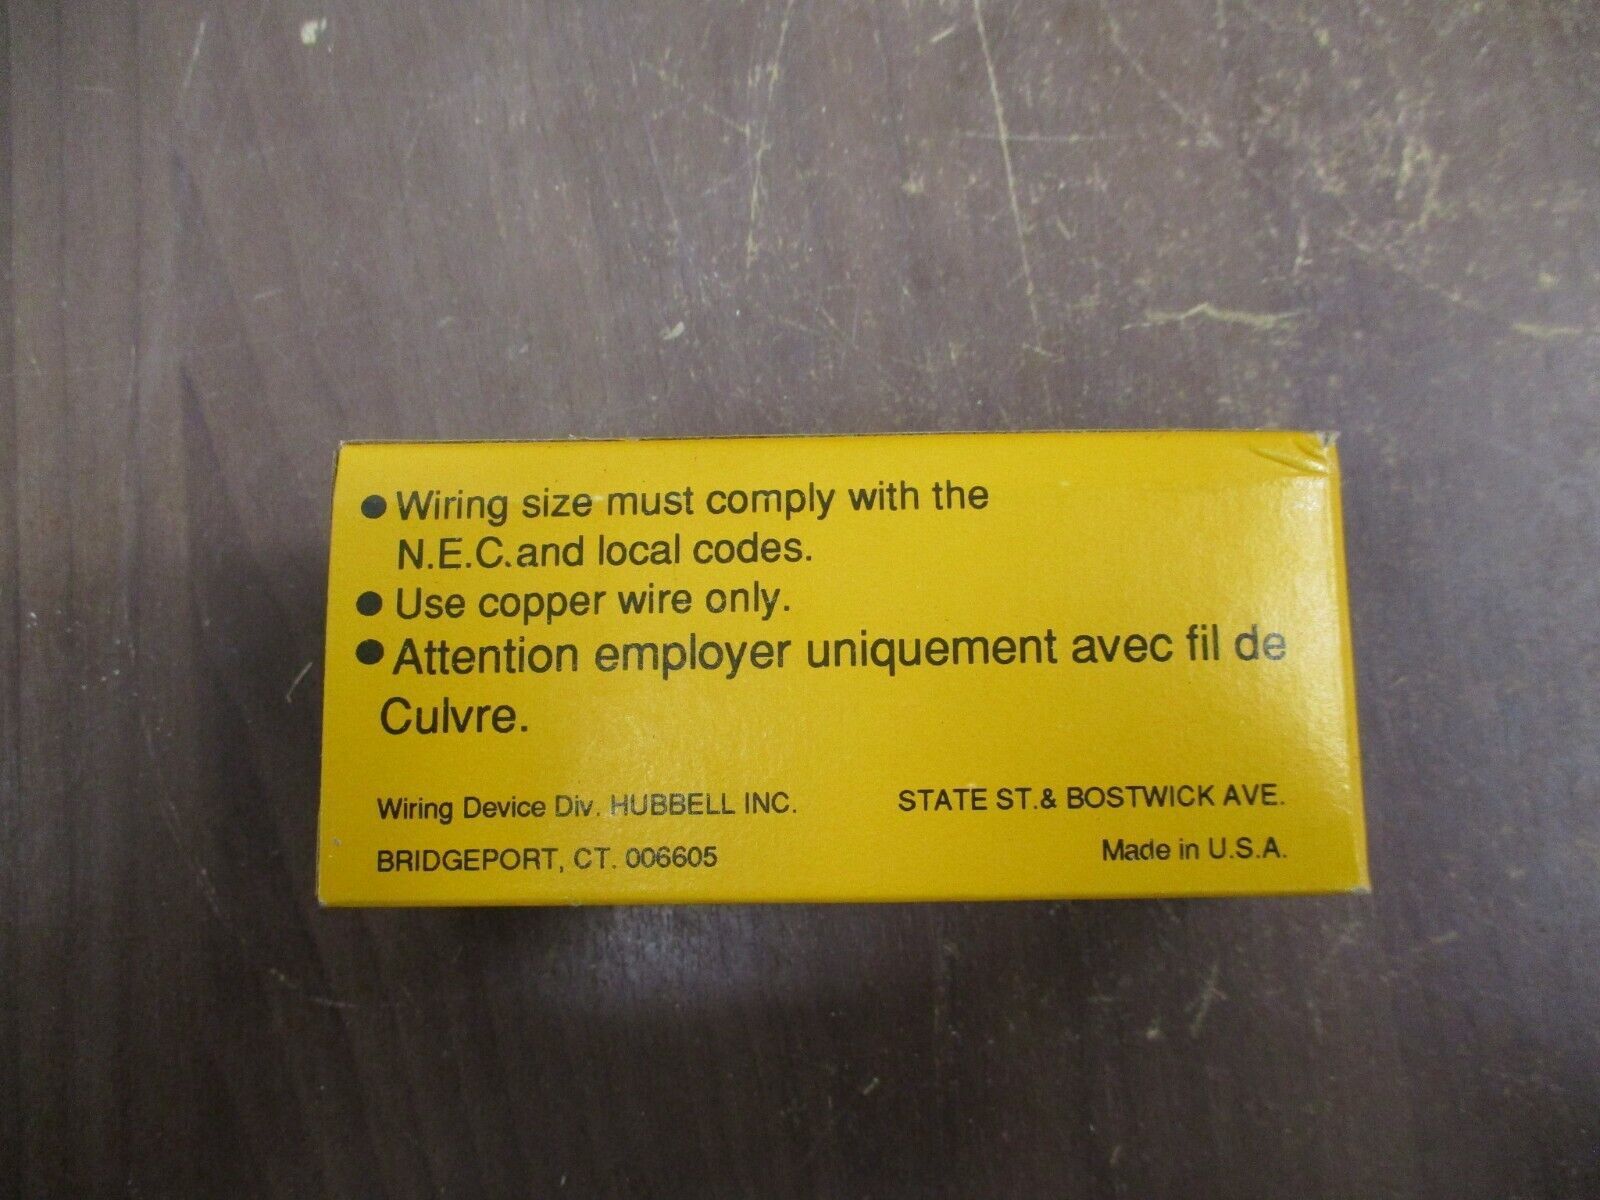 ● Wiring size must comply with the
N.E.C.and local codes.
● Use copper wire only.
● Attention employer uniquement avec fil de
Culvre.
Wiring Device Div. HUBBELL INC. STATE ST.& BOSTWICK AVE.
BRIDGEPORT, CT. 006605 Made in U.S.A.